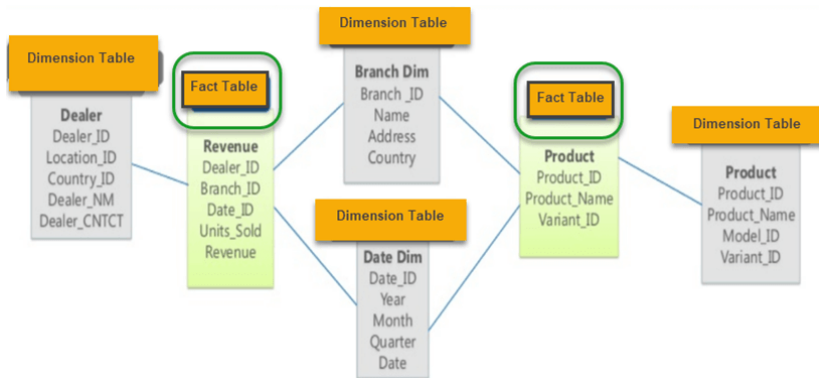 Dimension Table
Dealer
Dealer_ID
Location_ID
Country_ID
Dealer_NM
Dealer_CNTCT
Fact Table
Revenue
Dealer_ID
Branch_ID
Date_ID
Units_Sold
Revenue
Dimension Table
Branch Dim
Branch _ID
Name
Address
Country
Dimension Table
Date Dim
Date_ID
Year
Month
Quarter
Date
Fact Table
Product
Product_ID
Product_Name
Variant_ID
Dimension Table
Product
Product_ID
Product_Name
Model_ID
Variant_ID